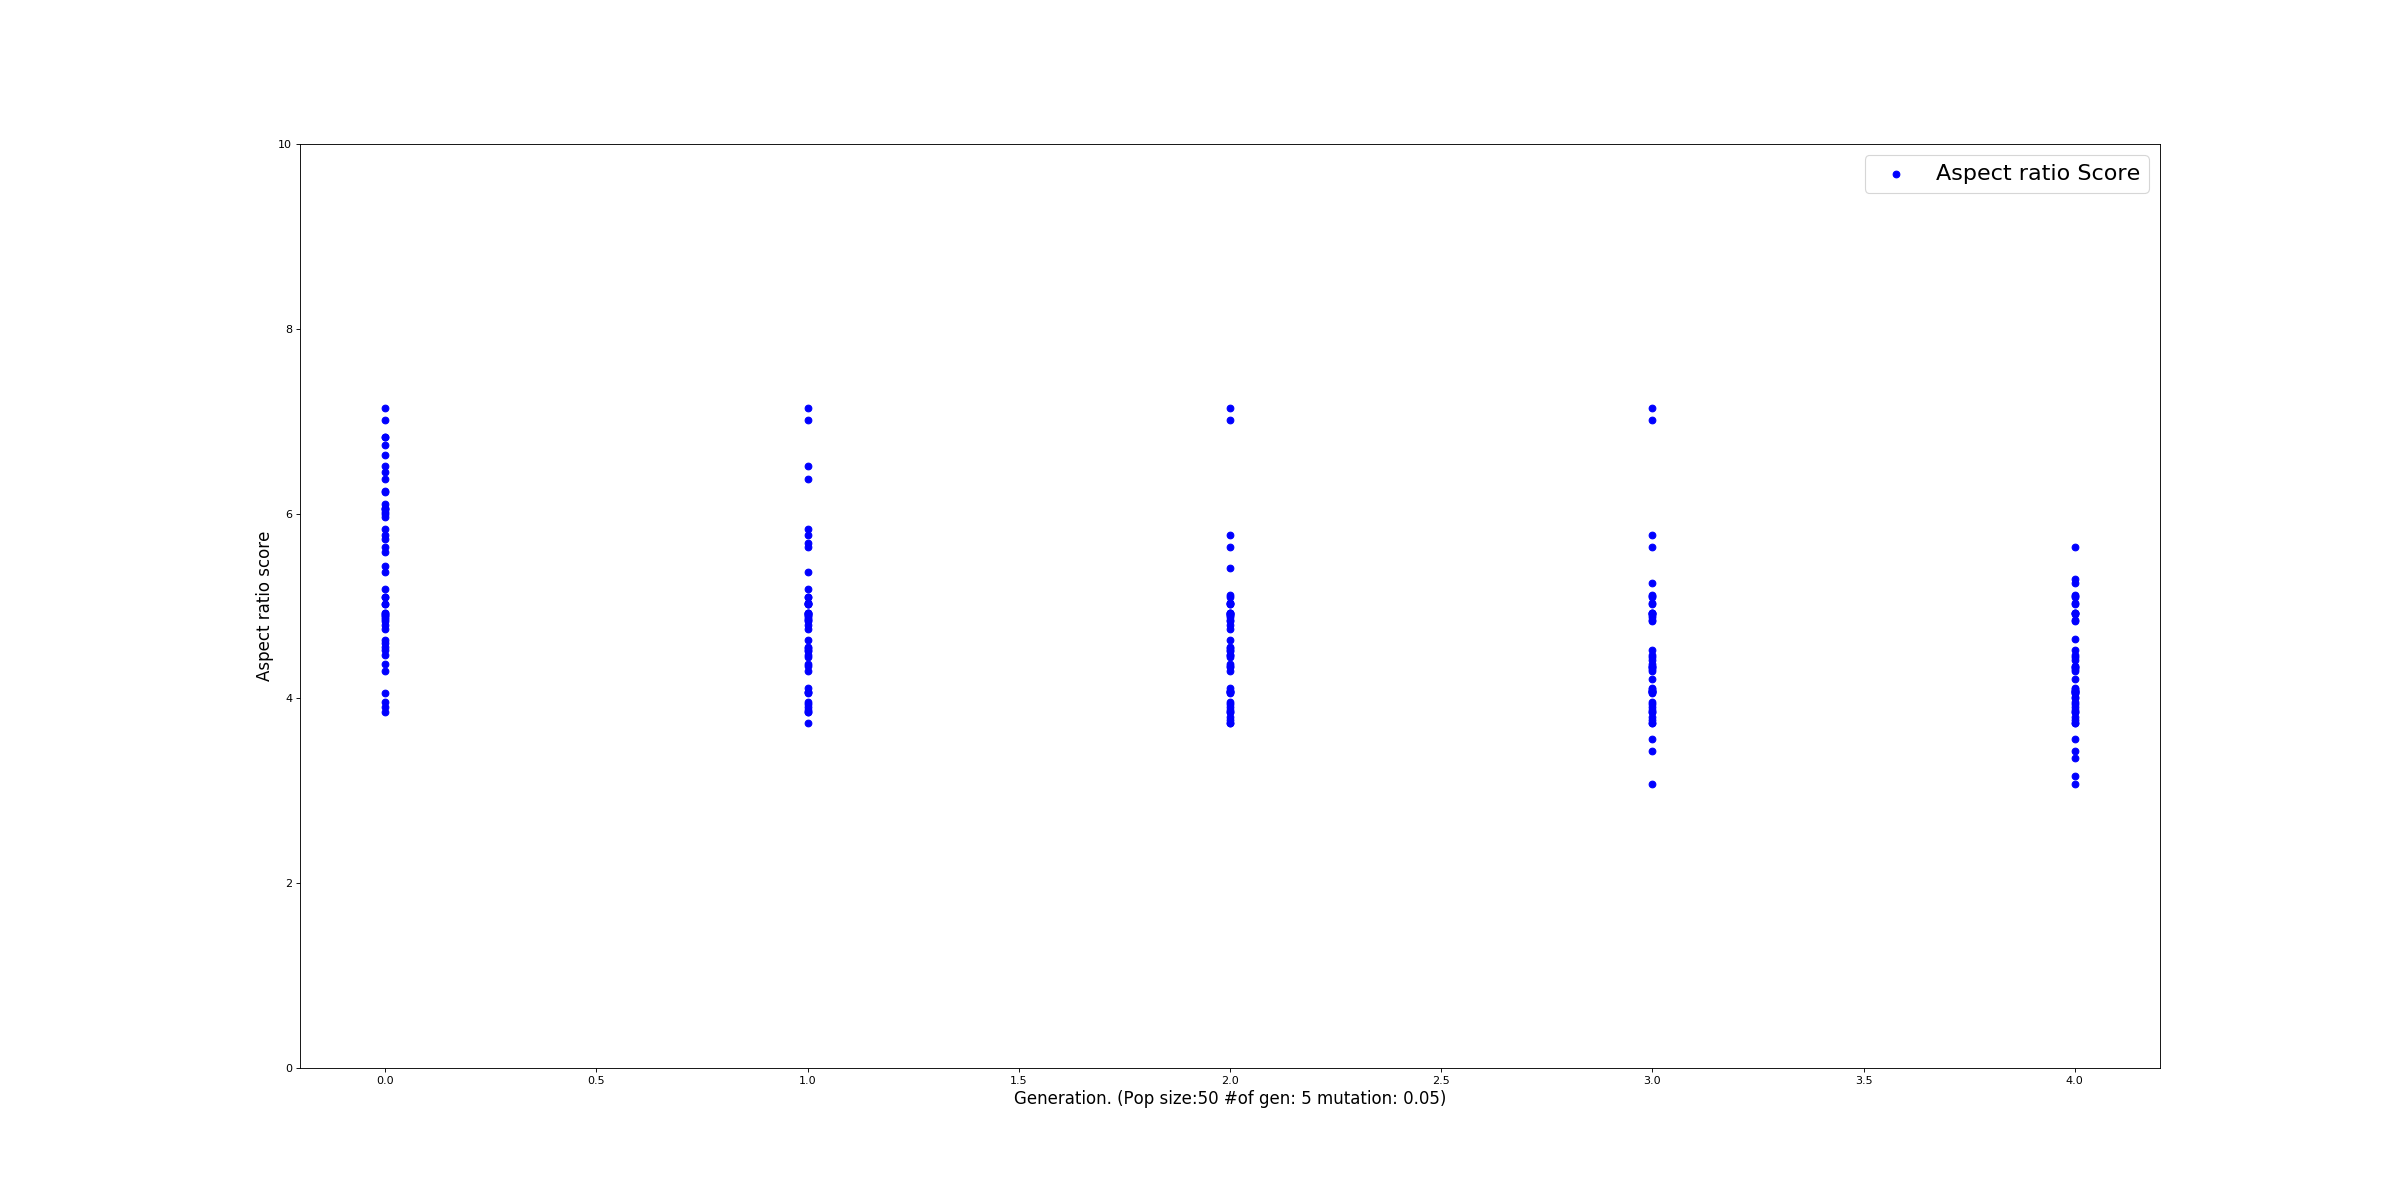 Aspect ratio Score
10
8
6
4
2
0
Aspect ratio score
0.0 0.5 1.0 1.5 2.0 2.5 3.0 3.5 4.0
Generation. (Pop size:50 #of gen: 5 mutation: 0.05)